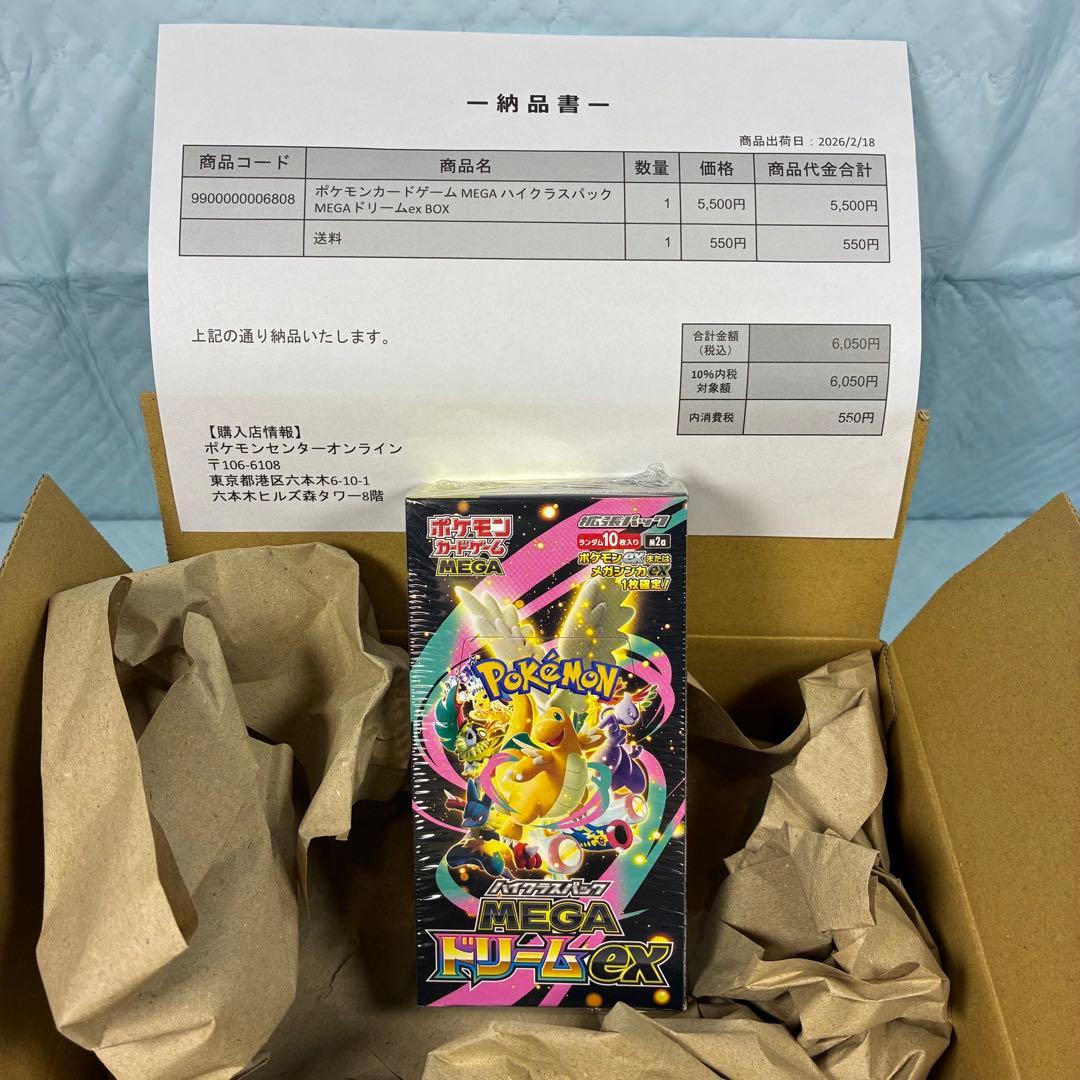 －納品書－
商品出荷日：2026/2/18
商品コード 商品名 数量 価格 商品代金合計
9900000006808 ポケモンカードゲーム MEGA ハイクラスパック MEGAドリームex BOX 1 5,500円 5,500円
送料 1 550円 550円
上記の通り納品いたします。
合計金額（税込） 6,050円
10％内税対象額 6,050円
内消費税 550円
【購入店情報】
ポケモンセンターオンライン
〒106-6108
東京都港区六本木6-10-1
六本木ヒルズ森タワー8階
ポケモン
カードゲーム
MEGA
拡張パック
ランダム10枚入り M2a
ポケモンexまたは
メガシンカex
1枚確定！
POKéMON
ハイクラスパック
MEGA
ドリームex